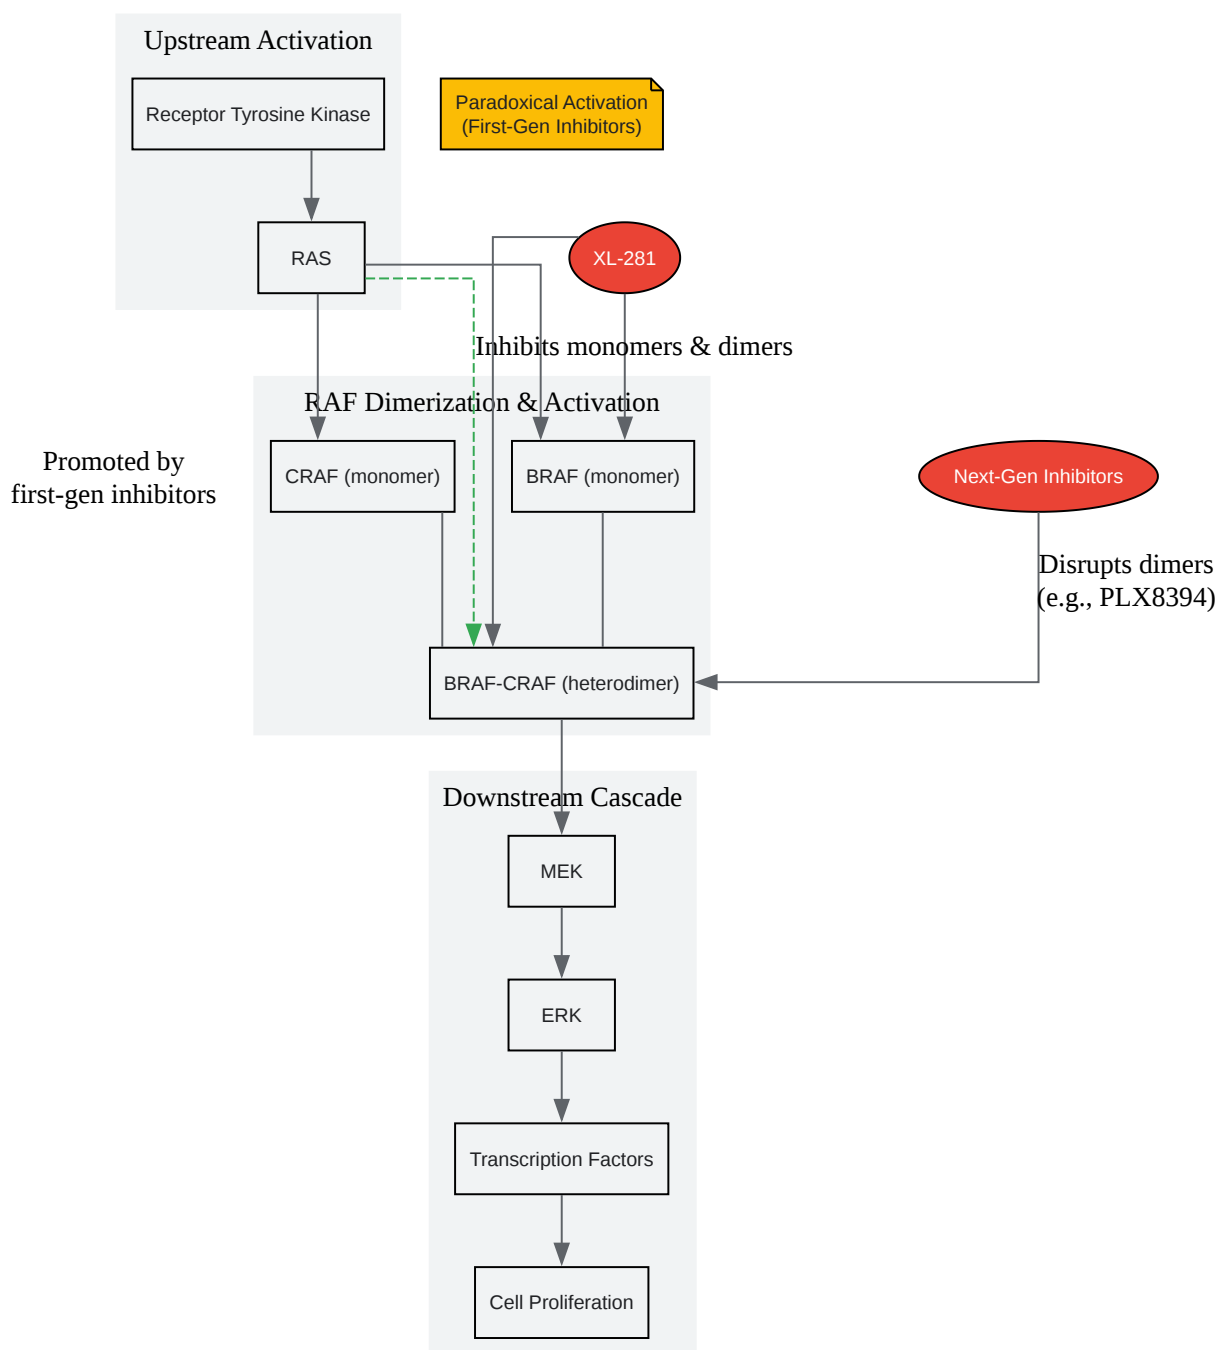 Upstream Activation
Receptor Tyrosine Kinase
Paradoxical Activation
(First-Gen Inhibitors)
RAS
XL-281
Inhibits monomers & dimers
RAF Dimerization & Activation
Promoted by
first-gen inhibitors
CRAF (monomer)
BRAF (monomer)
Next-Gen Inhibitors
Disrupts dimers
(e.g., PLX8394)
BRAF-CRAF (heterodimer)
Downstream Cascade
MEK
ERK
Transcription Factors
Cell Proliferation